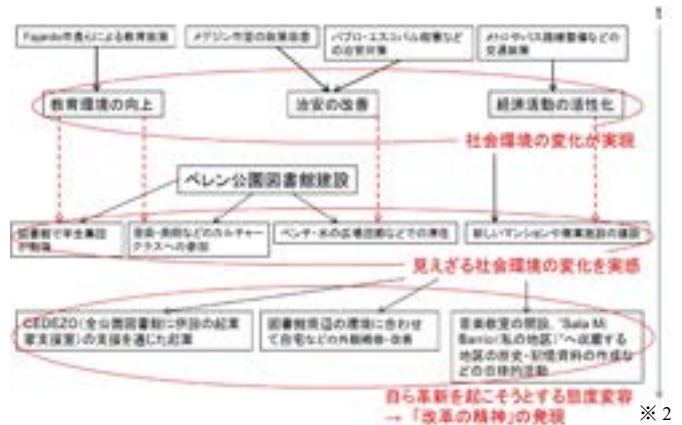 t
Fajardo市長らによる教育政策
メデジン市営の政策改善
パブロ・エスコバル殺害など
の治安対策
メトロやバス路線整備などの
交通政策
教育環境の向上
治安の改善
経済活動の活性化
社会環境の変化が実現
ベレン公園図書館建設
図書館で学生集団
が勉強
音楽・美術などのカルチャー
クラスへの参加
ベンチ・水の広場回廊などでの滞在
新しいマンションや商業施設の建設
見えざる社会環境の変化を実感
CEDEZO(全公園図書館に併設の起業
家支援室)の支援を通じた起業
図書館周辺の環境に合わせ
て自宅などの外観補修・改善
音楽教室の開設、"Sala Mi
Barrio(私の地区)"へ収蔵する
地区の歴史・記憶資料の作成な
どの自律的活動
自ら革新を起こそうとする態度変容
→ 「改革の精神」の発現
※2